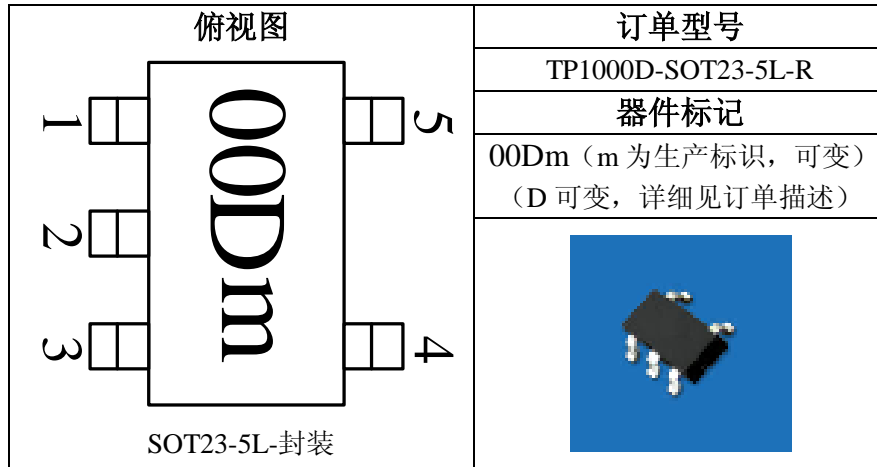 俯视图
1
2
3
00Dm
5
4
SOT23-5L-封装
订单型号
TP1000D-SOT23-5L-R
器件标记
00Dm（m 为生产标识，可变）
（D 可变，详细见订单描述）